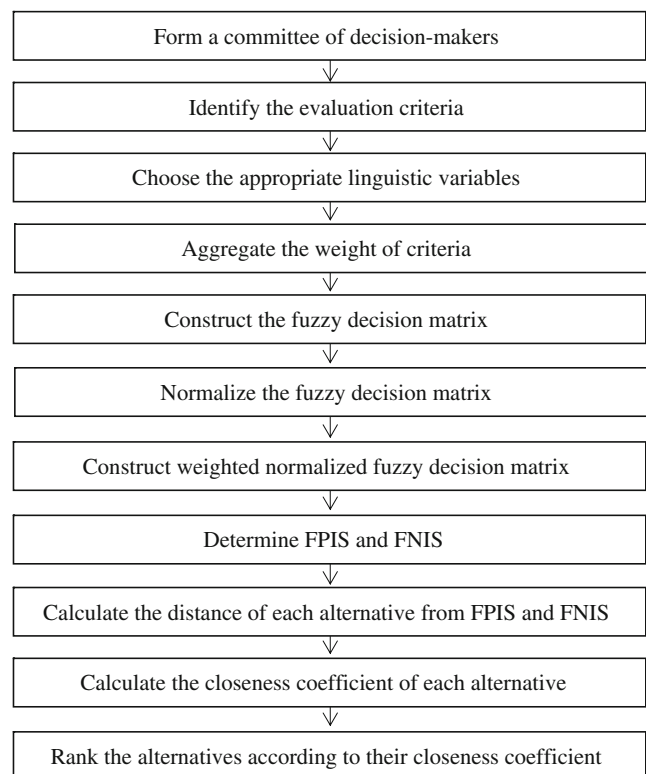 Form a committee of decision-makers
Identify the evaluation criteria
Choose the appropriate linguistic variables
Aggregate the weight of criteria
Construct the fuzzy decision matrix
Normalize the fuzzy decision matrix
Construct weighted normalized fuzzy decision matrix
Determine FPIS and FNIS
Calculate the distance of each alternative from FPIS and FNIS
Calculate the closeness coefficient of each alternative
Rank the alternatives according to their closeness coefficient